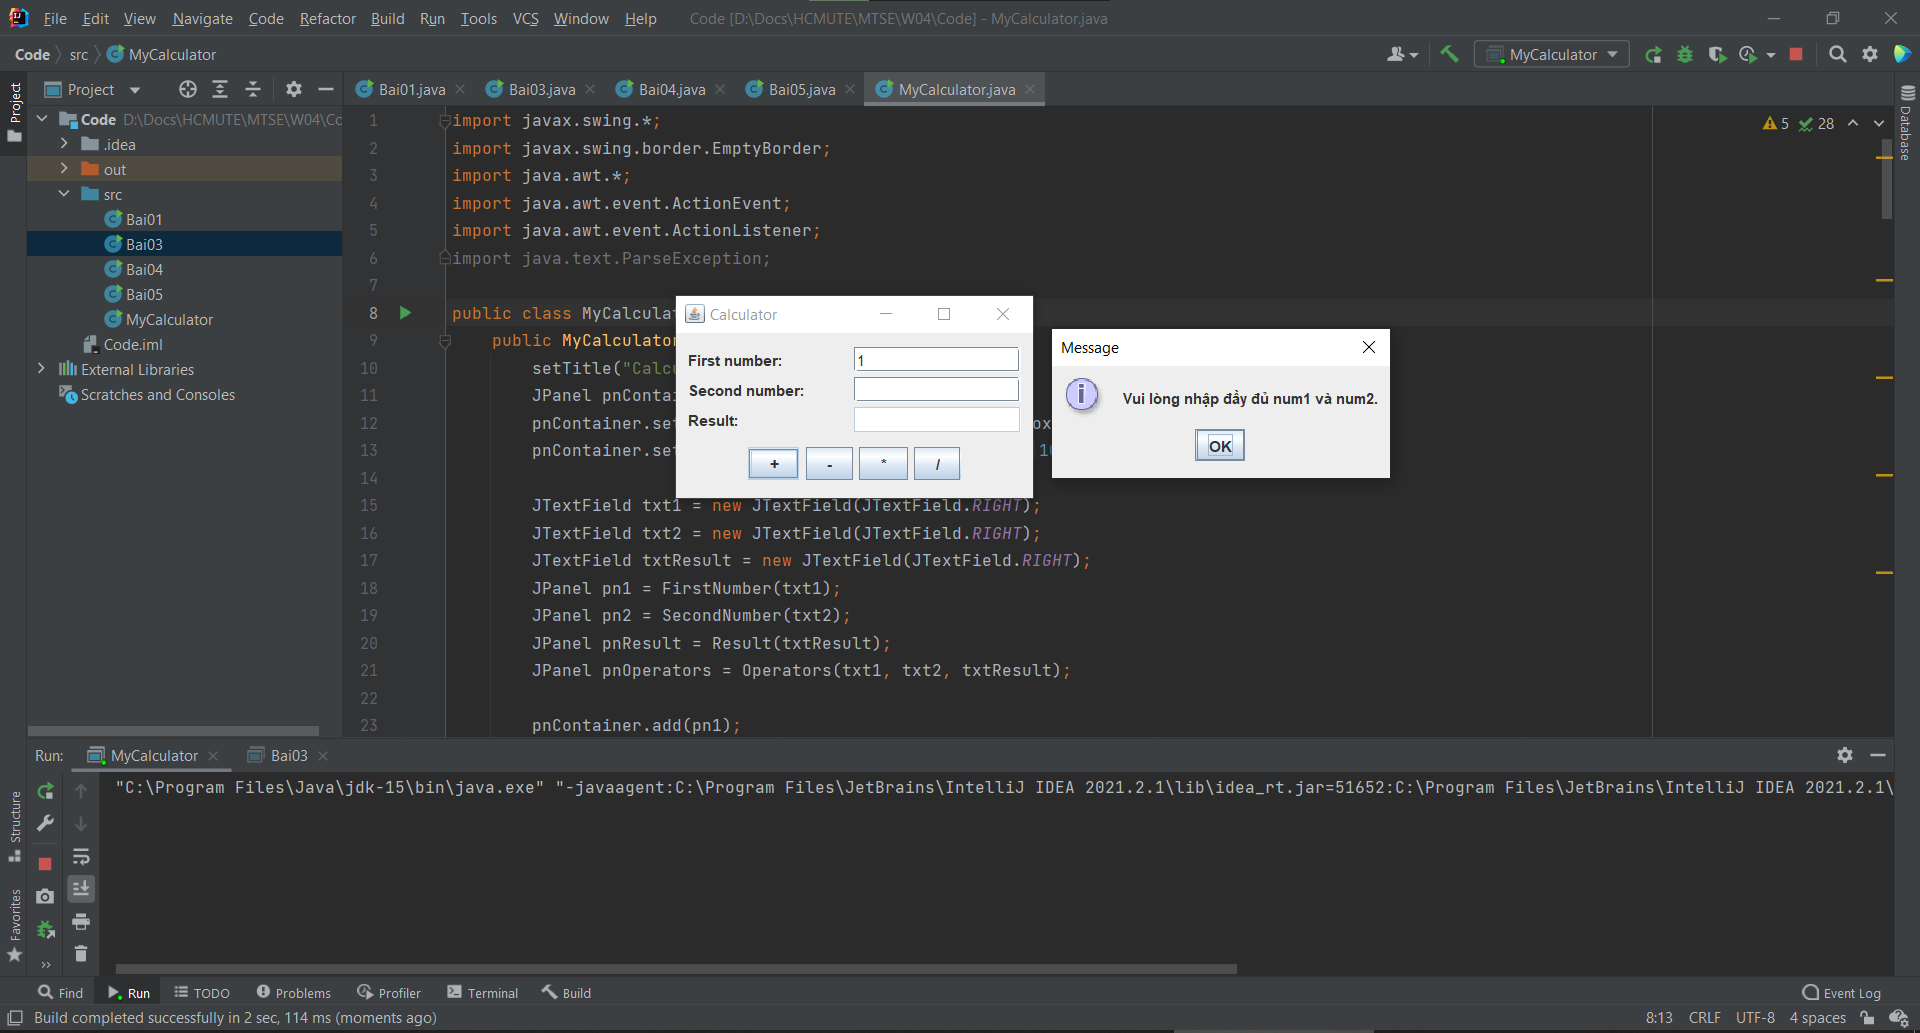 File Edit View Navigate Code Refactor Build Run Tools VCS Window Help Code [D:\Docs\HCMUTE\MTSE\W04\Code] - MyCalculator.java
Code src MyCalculator
MyCalculator
Project
Project
Bai01.java Bai03.java Bai04.java Bai05.java MyCalculator.java
Database
Code D:\Docs\HCMUTE\MTSE\W04\Co
.idea
out
src
Bai01
Bai03
Bai04
Bai05
MyCalculator
Code.iml
External Libraries
Scratches and Consoles
5 28
1 import javax.swing.*;
2 import javax.swing.border.EmptyBorder;
3 import java.awt.*;
4 import java.awt.event.ActionEvent;
5 import java.awt.event.ActionListener;
6 import java.text.ParseException;
7
8 public class MyCalculat
9 public MyCalculator
10 setTitle("Calcu
11 JPanel pnContai
12 pnContainer.set ox
13 pnContainer.set 10
14
15 JTextField txt1 = new JTextField(JTextField.RIGHT);
16 JTextField txt2 = new JTextField(JTextField.RIGHT);
17 JTextField txtResult = new JTextField(JTextField.RIGHT);
18 JPanel pn1 = FirstNumber(txt1);
19 JPanel pn2 = SecondNumber(txt2);
20 JPanel pnResult = Result(txtResult);
21 JPanel pnOperators = Operators(txt1, txt2, txtResult);
22
23 pnContainer.add(pn1);
Calculator
First number: 1
Second number:
Result:
+ - * /
Message
Vui lòng nhập đầy đủ num1 và num2.
OK
Run: MyCalculator Bai03
"C:\Program Files\Java\jdk-15\bin\java.exe" "-javaagent:C:\Program Files\JetBrains\IntelliJ IDEA 2021.2.1\lib\idea_rt.jar=51652:C:\Program Files\JetBrains\IntelliJ IDEA 2021.2.1\
Structure
Favorites
Find Run TODO Problems Profiler Terminal Build Event Log
Build completed successfully in 2 sec, 114 ms (moments ago) 8:13 CRLF UTF-8 4 spaces